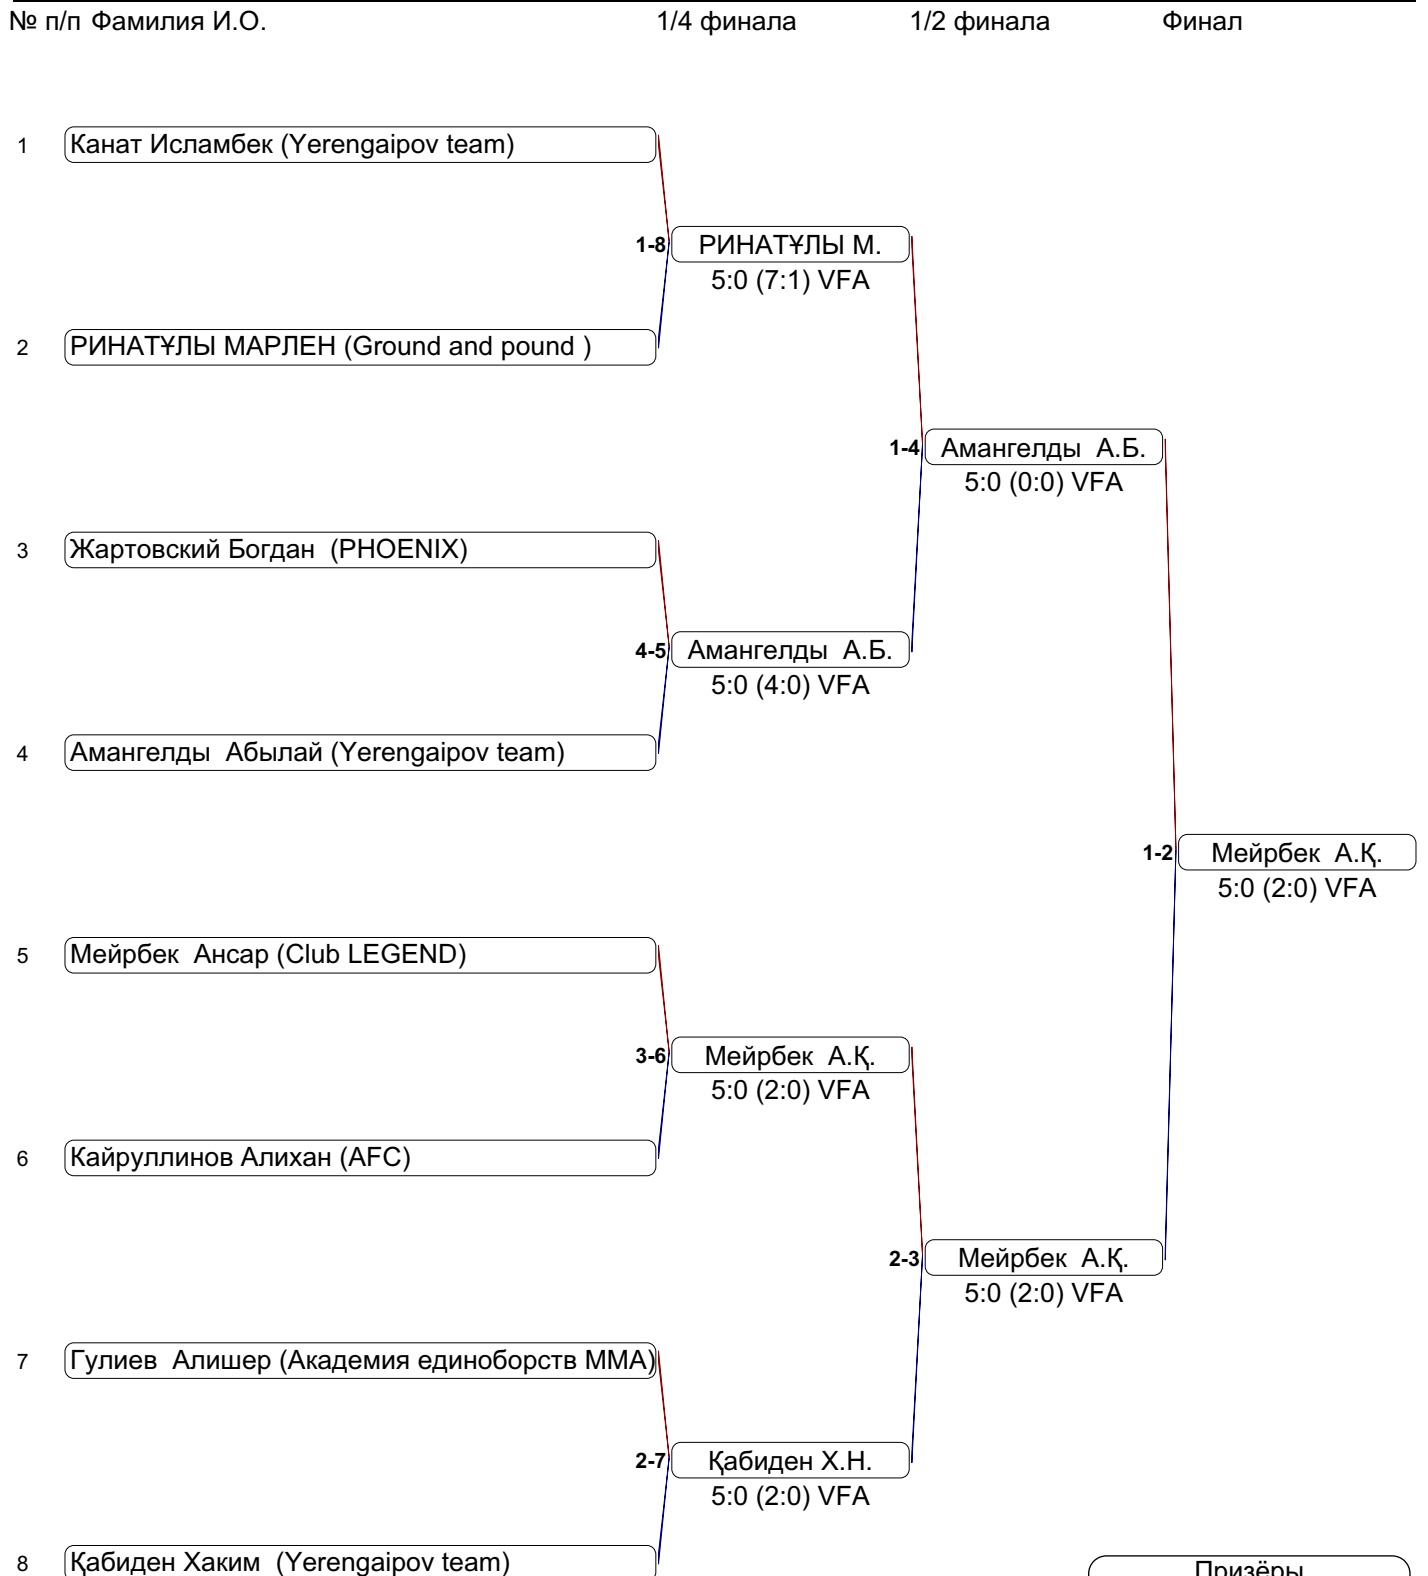 № п/п Фамилия И.О. 1/4 финала 1/2 финала Финал
1 Канат Исламбек (Yerengaipov team)
1-8 РИНАТҰЛЫ М.
5:0 (7:1) VFA
2 РИНАТҰЛЫ МАРЛЕН (Ground and pound )
1-4 Амангелды А.Б.
5:0 (0:0) VFA
3 Жартовский Богдан (PHOENIX)
4-5 Амангелды А.Б.
5:0 (4:0) VFA
4 Амангелды Абылай (Yerengaipov team)
1-2 Мейрбек А.Қ.
5:0 (2:0) VFA
5 Мейрбек Ансар (Club LEGEND)
3-6 Мейрбек А.Қ.
5:0 (2:0) VFA
6 Кайруллинов Алихан (AFC)
2-3 Мейрбек А.Қ.
5:0 (2:0) VFA
7 Гулиев Алишер (Академия единоборств ММА)
2-7 Қабиден Х.Н.
5:0 (2:0) VFA
8 Қабиден Хаким (Yerengaipov team)
Призёры